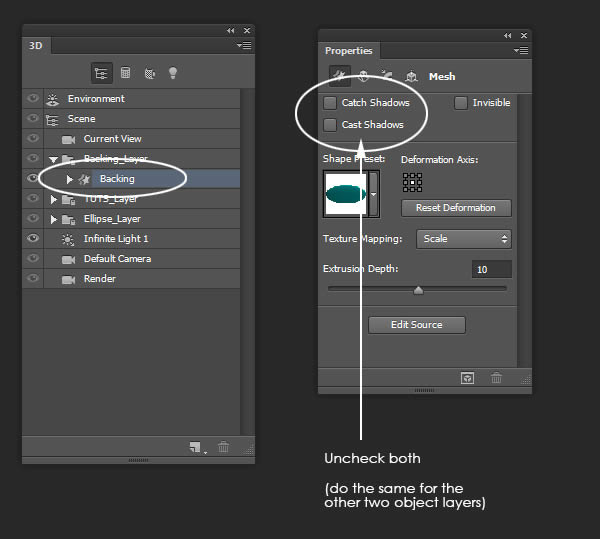 3D
Environment
Scene
Current View
Backing_Layer
Backing
TUTS_Layer
Ellipse_Layer
Infinite Light 1
Default Camera
Render
Properties
Mesh
Catch Shadows
Invisible
Cast Shadows
Shape Preset:
Deformation Axis:
Reset Deformation
Texture Mapping:
Scale
Extrusion Depth:
10
Edit Source
Uncheck both
(do the same for the
other two object layers)